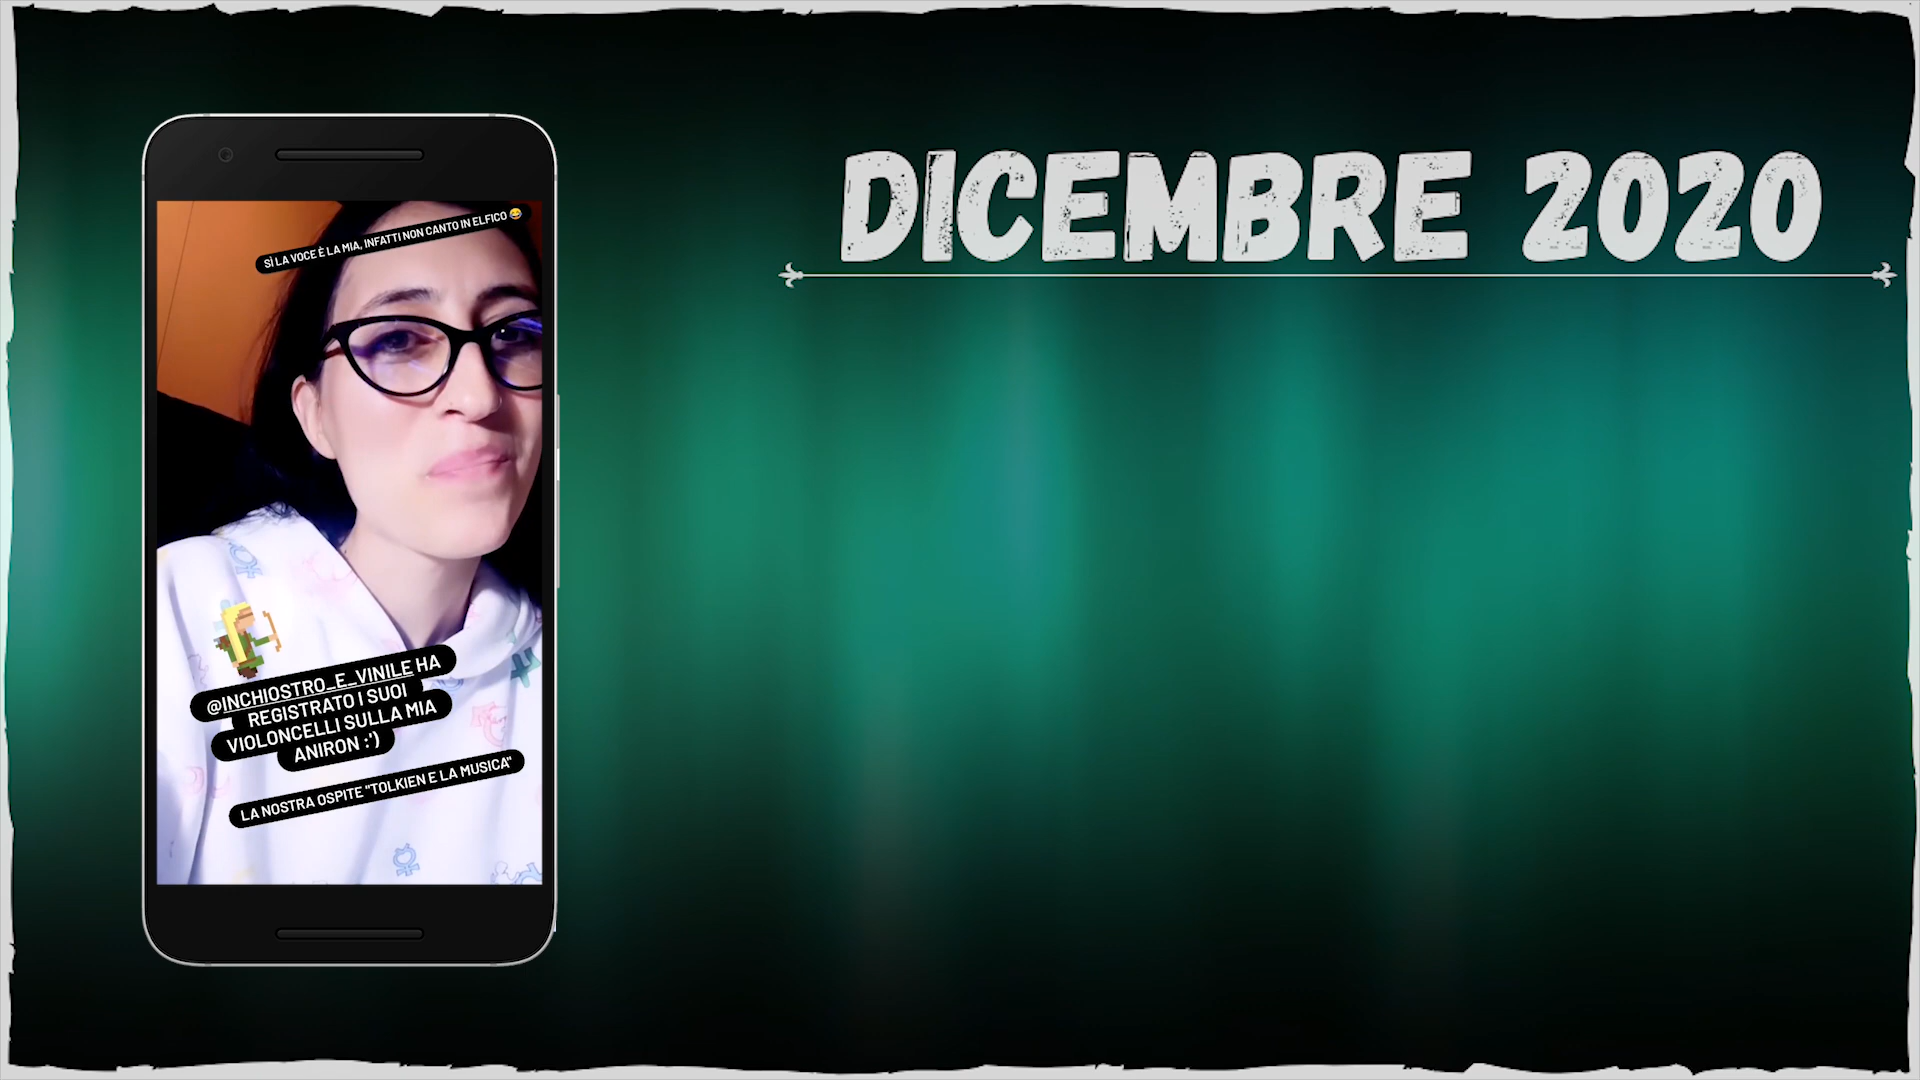 DICEMBRE 2020
SÌ LA VOCE È LA MIA, INFATTI NON CANTO IN ELFICO 😂
@INCHIOSTRO_E_VINILE HA
REGISTRATO I SUOI
VIOLONCELLI SULLA MIA
ANIRON :')
LA NOSTRA OSPITE "TOLKIEN E LA MUSICA"